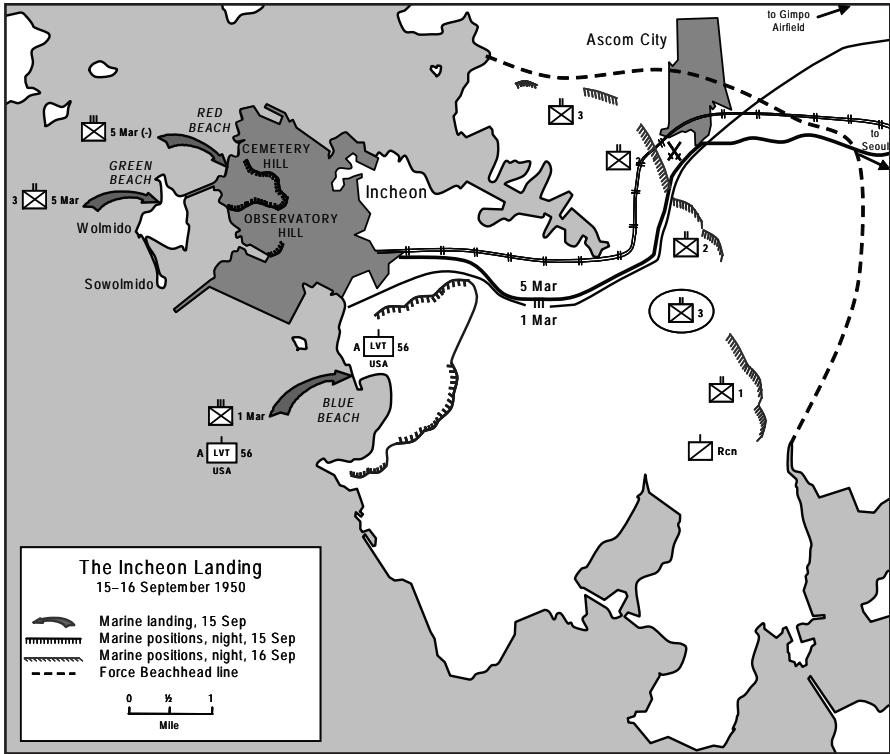 to Gimpo
Airfield
Ascom City
RED
BEACH
5 Mar (-)
3
CEMETERY
HILL
to
Seoul
2
GREEN
BEACH
3
5 Mar
Incheon
Wolmido
OBSERVATORY
HILL
2
Sowolmido
5 Mar
1 Mar
3
A
LVT
56
USA
BLUE
BEACH
1
1 Mar
A
LVT
56
USA
Rcn
The Incheon Landing
15–16 September 1950
Marine landing, 15 Sep
Marine positions, night, 15 Sep
Marine positions, night, 16 Sep
Force Beachhead line
0 ½ 1
Mile